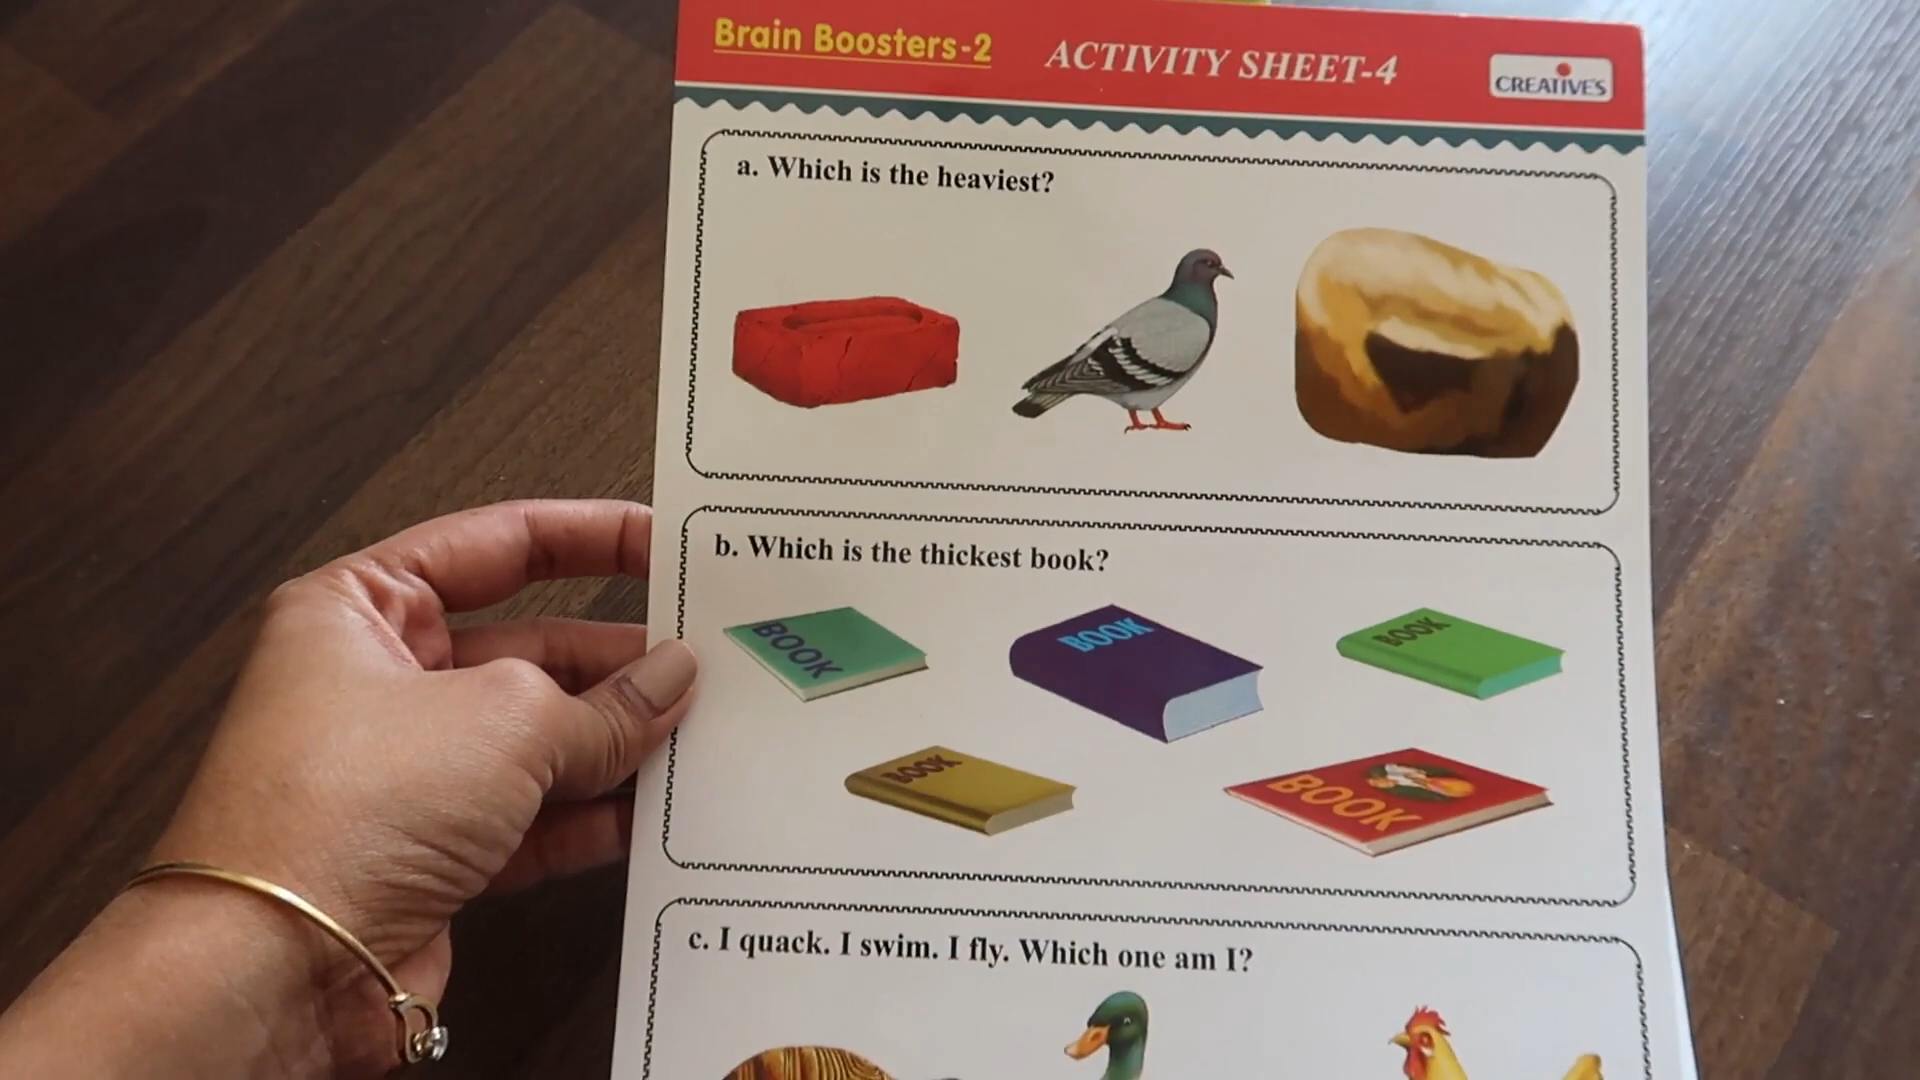 Brain Boosters-2
ACTIVITY SHEET-4
CREATIVE'S
a. Which is the heaviest?
b. Which is the thickest book?
BOOK
BOOK
BOOK
BOOK
BOOK
c. I quack. I swim. I fly. Which one am I?